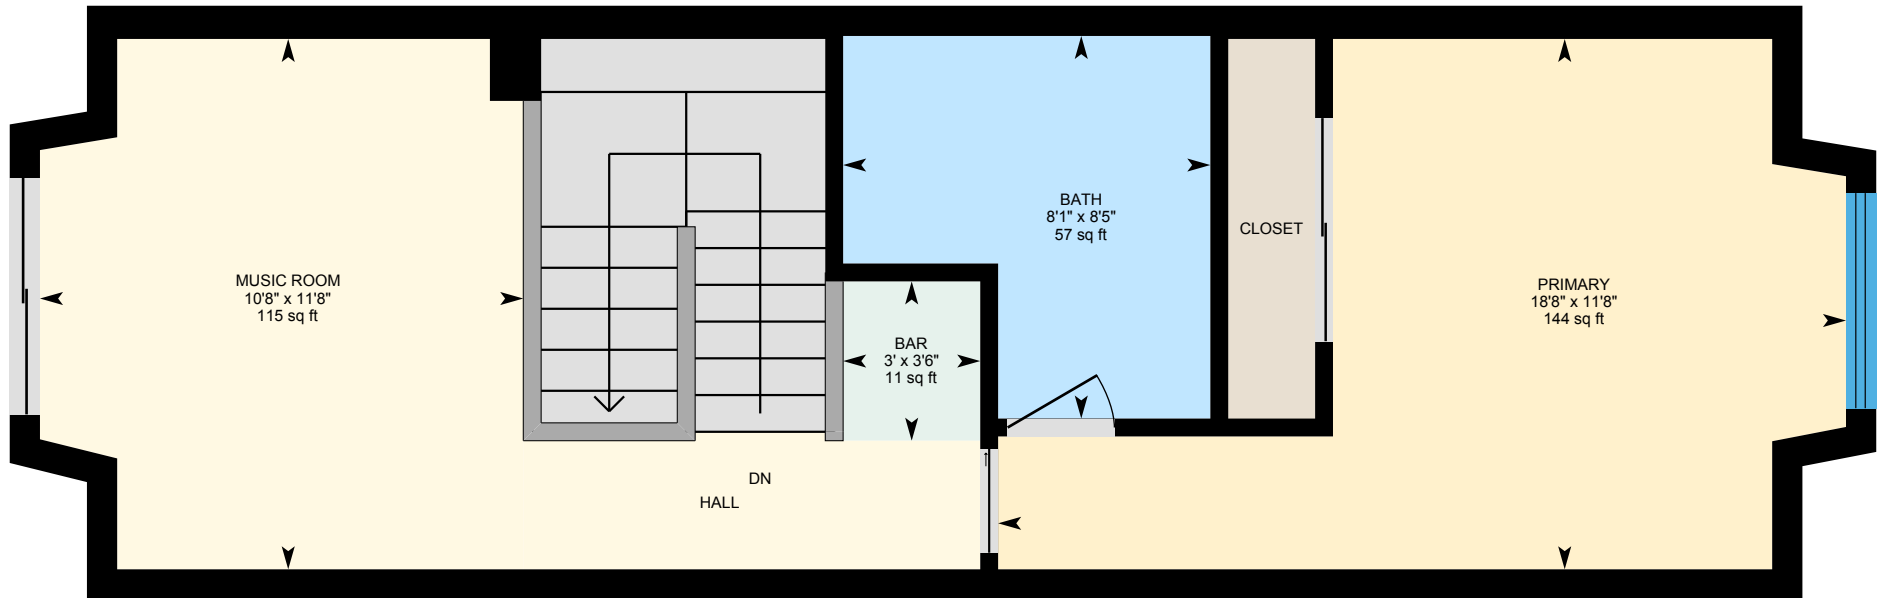 MUSIC ROOM
10'8" x 11'8"
115 sq ft
BATH
8'1" x 8'5"
57 sq ft
CLOSET
PRIMARY
18'8" x 11'8"
144 sq ft
BAR
3' x 3'6"
11 sq ft
DN
HALL